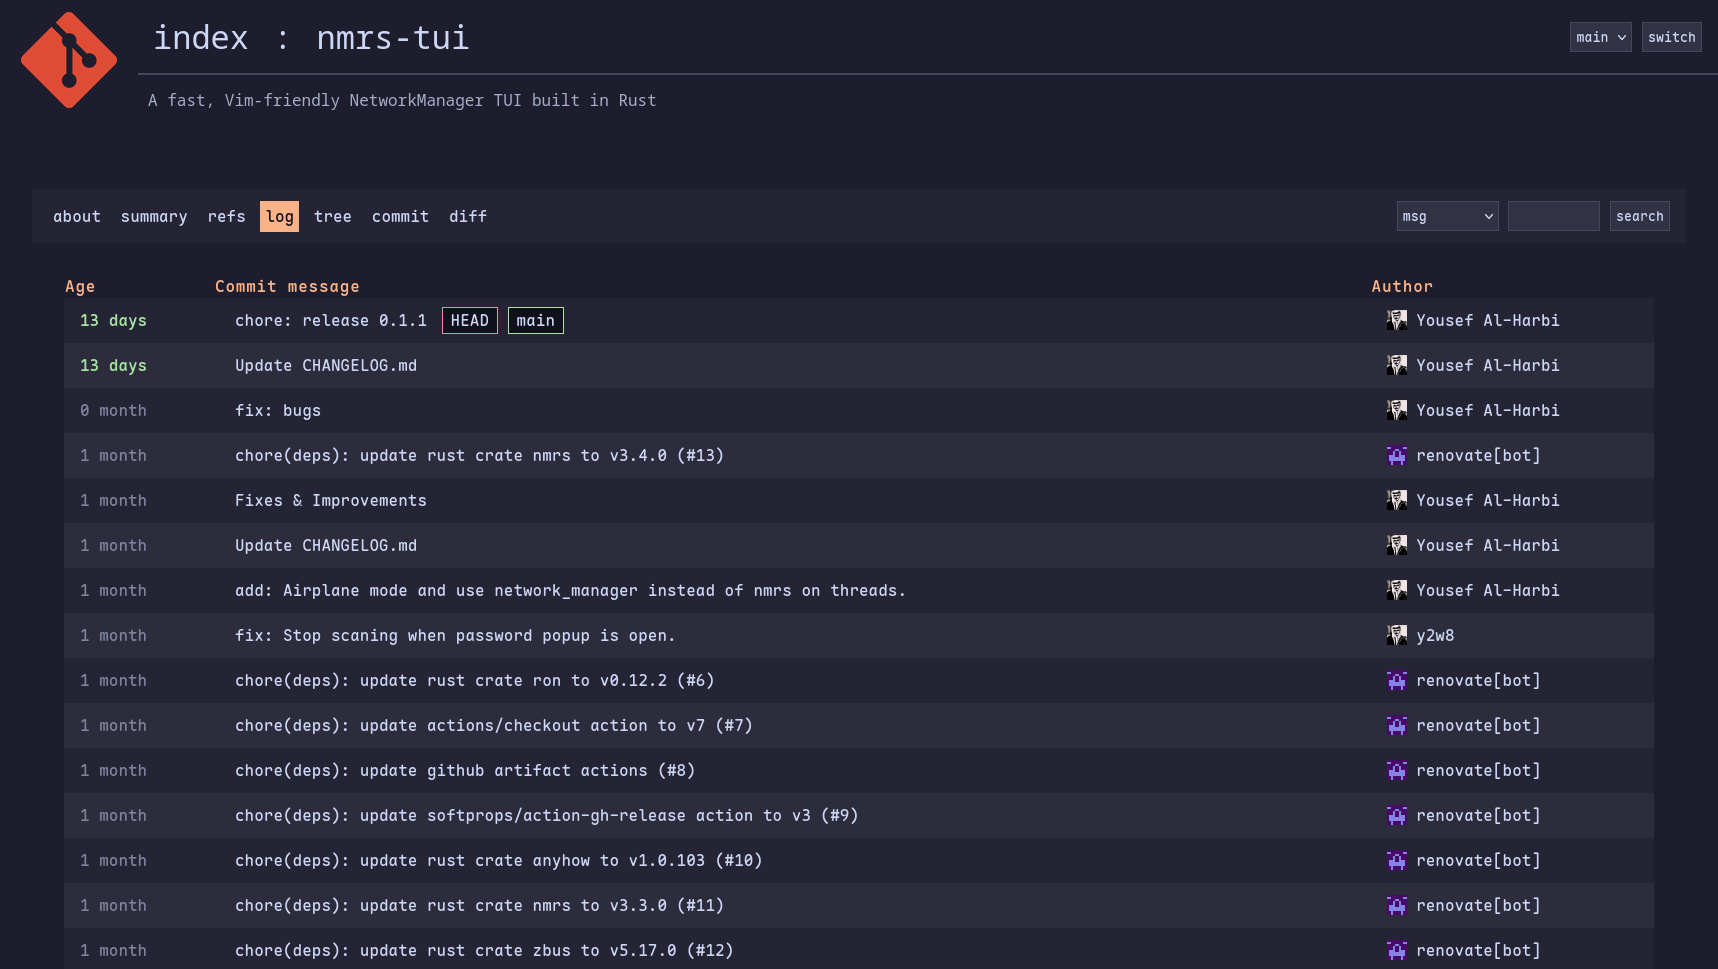 index : nmrs-tui
main switch
A fast, Vim-friendly NetworkManager TUI built in Rust
about summary refs log tree commit diff msg search
Age Commit message Author
13 days chore: release 0.1.1 HEAD main Yousef Al-Harbi
13 days Update CHANGELOG.md Yousef Al-Harbi
0 month fix: bugs Yousef Al-Harbi
1 month chore(deps): update rust crate nmrs to v3.4.0 (#13) renovate[bot]
1 month Fixes & Improvements Yousef Al-Harbi
1 month Update CHANGELOG.md Yousef Al-Harbi
1 month add: Airplane mode and use network_manager instead of nmrs on threads. Yousef Al-Harbi
1 month fix: Stop scaning when password popup is open. y2w8
1 month chore(deps): update rust crate ron to v0.12.2 (#6) renovate[bot]
1 month chore(deps): update actions/checkout action to v7 (#7) renovate[bot]
1 month chore(deps): update github artifact actions (#8) renovate[bot]
1 month chore(deps): update softprops/action-gh-release action to v3 (#9) renovate[bot]
1 month chore(deps): update rust crate anyhow to v1.0.103 (#10) renovate[bot]
1 month chore(deps): update rust crate nmrs to v3.3.0 (#11) renovate[bot]
1 month chore(deps): update rust crate zbus to v5.17.0 (#12) renovate[bot]